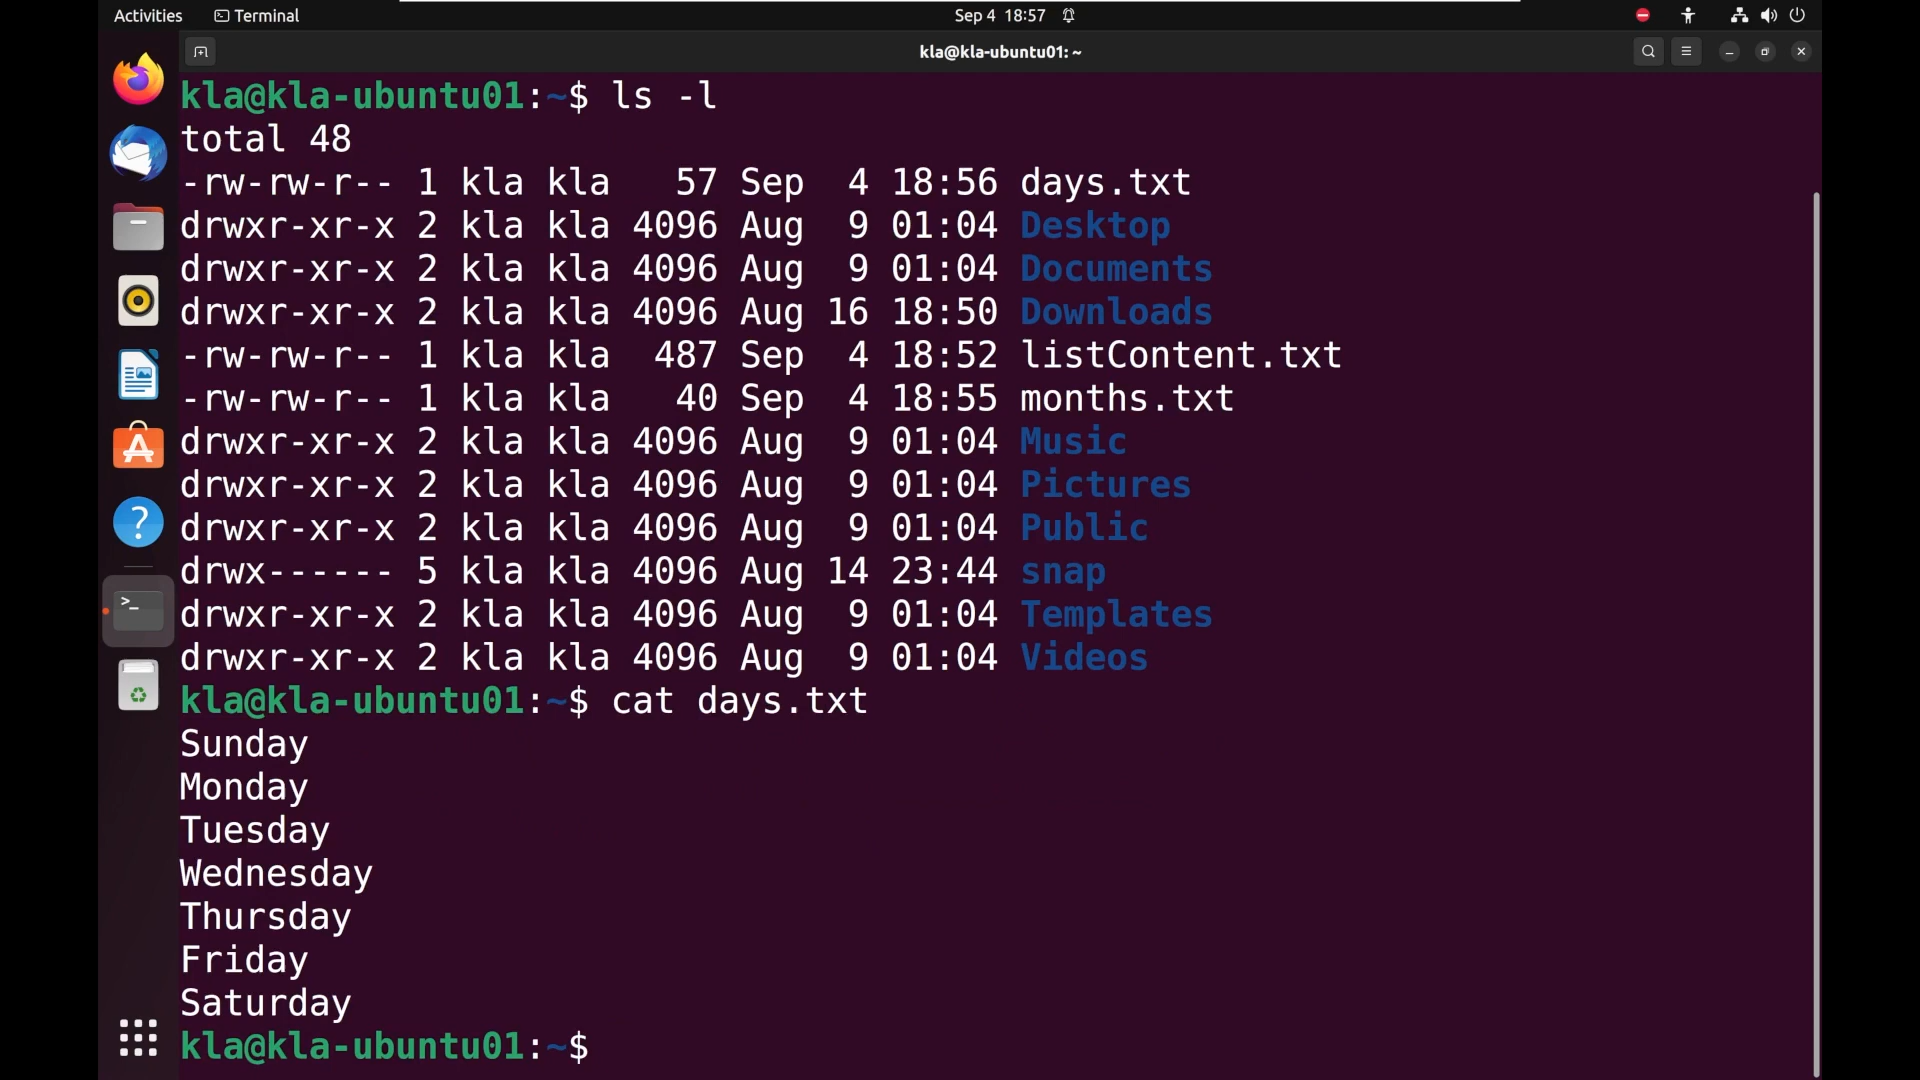 Activities Terminal Sep 4 18:57
kla@kla-ubuntu01: ~
kla@kla-ubuntu01:~$ ls -l
total 48
-rw-rw-r-- 1 kla kla   57 Sep  4 18:56 days.txt
drwxr-xr-x 2 kla kla 4096 Aug  9 01:04 Desktop
drwxr-xr-x 2 kla kla 4096 Aug  9 01:04 Documents
drwxr-xr-x 2 kla kla 4096 Aug 16 18:50 Downloads
-rw-rw-r-- 1 kla kla  487 Sep  4 18:52 listContent.txt
-rw-rw-r-- 1 kla kla   40 Sep  4 18:55 months.txt
drwxr-xr-x 2 kla kla 4096 Aug  9 01:04 Music
drwxr-xr-x 2 kla kla 4096 Aug  9 01:04 Pictures
drwxr-xr-x 2 kla kla 4096 Aug  9 01:04 Public
drwx------ 5 kla kla 4096 Aug 14 23:44 snap
drwxr-xr-x 2 kla kla 4096 Aug  9 01:04 Templates
drwxr-xr-x 2 kla kla 4096 Aug  9 01:04 Videos
kla@kla-ubuntu01:~$ cat days.txt
Sunday
Monday
Tuesday
Wednesday
Thursday
Friday
Saturday
kla@kla-ubuntu01:~$